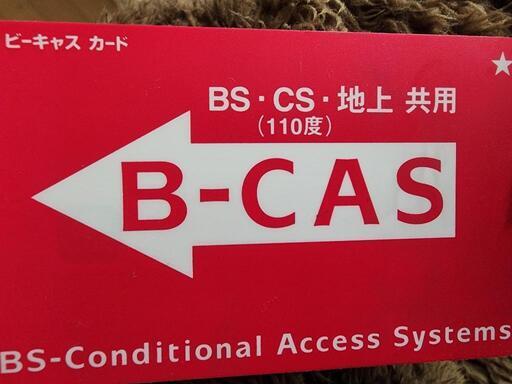 ビーキャス カード
★
BS・CS・地上 共用
(110度)
B-CAS
BS-Conditional Access Systems